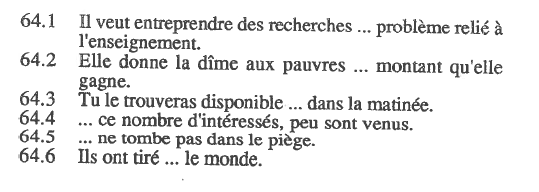 64.1 Il veut entreprendre des recherches ... problème relié à
l'enseignement.
64.2 Elle donne la dîme aux pauvres ... montant qu'elle
gagne.
64.3 Tu le trouveras disponible ... dans la matinée.
64.4 ... ce nombre d'intéressés, peu sont venus.
64.5 ... ne tombe pas dans le piège.
64.6 Ils ont tiré ... le monde.